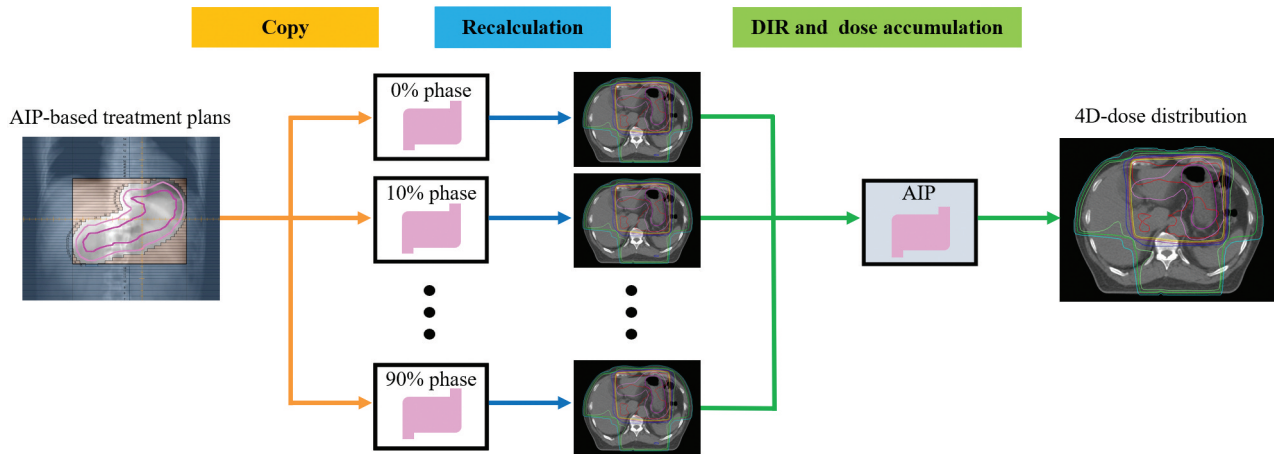 Copy
Recalculation
DIR and dose accumulation
AIP-based treatment plans
0% phase
10% phase
90% phase
AIP
4D-dose distribution